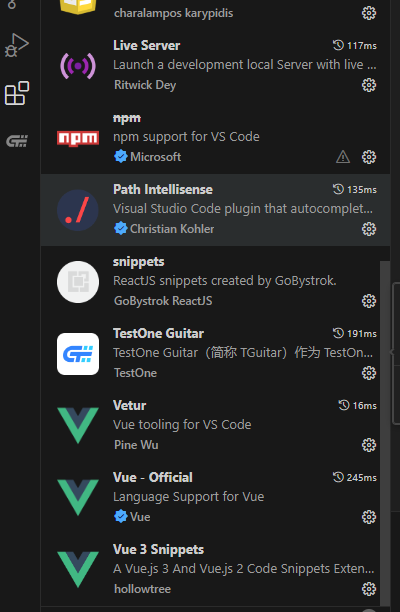 charalampos karypidis
Live Server 117ms
Launch a development local Server with live ...
Ritwick Dey
npm
npm
npm support for VS Code
Microsoft
Path Intellisense 135ms
Visual Studio Code plugin that autocomplet...
Christian Kohler
snippets
ReactJS snippets created by GoBystrok.
GoBystrok ReactJS
TestOne Guitar 191ms
TestOne Guitar（简称 TGuitar）作为 TestOn...
TestOne
Vetur 16ms
Vue tooling for VS Code
Pine Wu
Vue - Official 245ms
Language Support for Vue
Vue
Vue 3 Snippets
A Vue.js 3 And Vue.js 2 Code Snippets Exten...
hollowtree